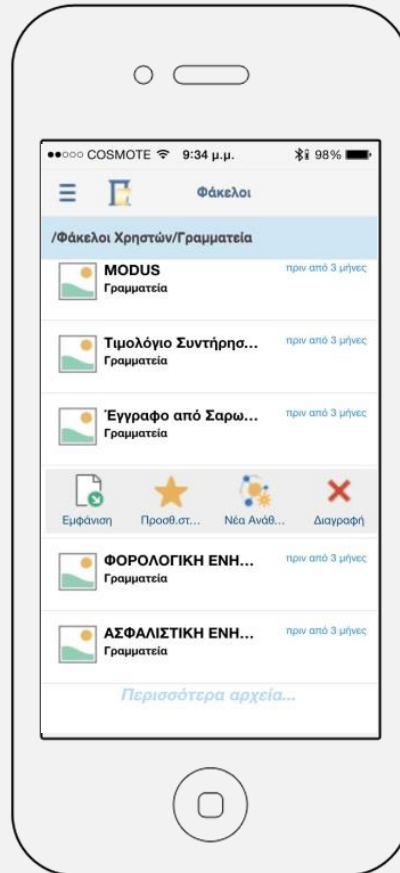 COSMOTE 9:34 μ.μ. 98%
Φάκελοι
/Φάκελοι Χρηστών/Γραμματεία
MODUS πριν από 3 μήνες
Γραμματεία
Τιμολόγιο Συντήρησ... πριν από 3 μήνες
Γραμματεία
Έγγραφο από Σαρω... πριν από 3 μήνες
Γραμματεία
Εμφάνιση Προσθ.στ... Νέα Ανάθ... Διαγραφή
ΦΟΡΟΛΟΓΙΚΗ ΕΝΗ... πριν από 3 μήνες
Γραμματεία
ΑΣΦΑΛΙΣΤΙΚΗ ΕΝΗ... πριν από 3 μήνες
Γραμματεία
Περισσότερα αρχεία...